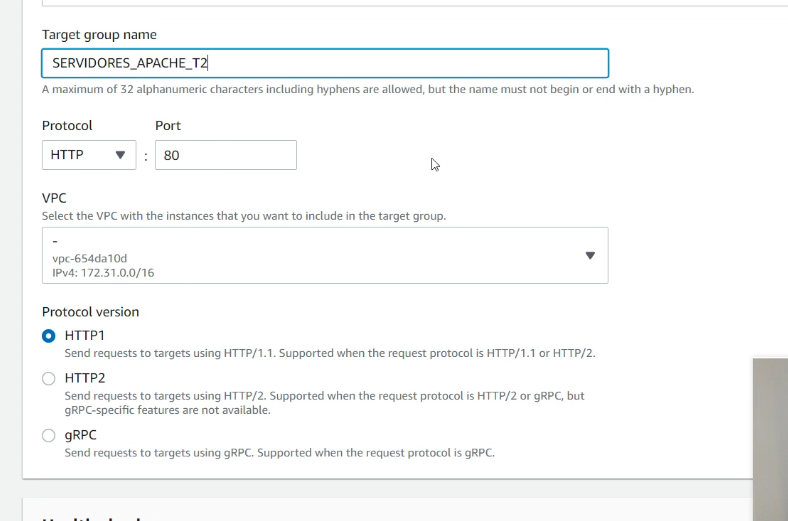 Target group name
SERVIDORES_APACHE_T2
A maximum of 32 alphanumeric characters including hyphens are allowed, but the name must not begin or end with a hyphen.
Protocol Port
HTTP : 80
VPC
Select the VPC with the instances that you want to include in the target group.
-
vpc-654da10d
IPv4: 172.31.0.0/16
Protocol version
HTTP1
Send requests to targets using HTTP/1.1. Supported when the request protocol is HTTP/1.1 or HTTP/2.
HTTP2
Send requests to targets using HTTP/2. Supported when the request protocol is HTTP/2 or gRPC, but
gRPC-specific features are not available.
gRPC
Send requests to targets using gRPC. Supported when the request protocol is gRPC.